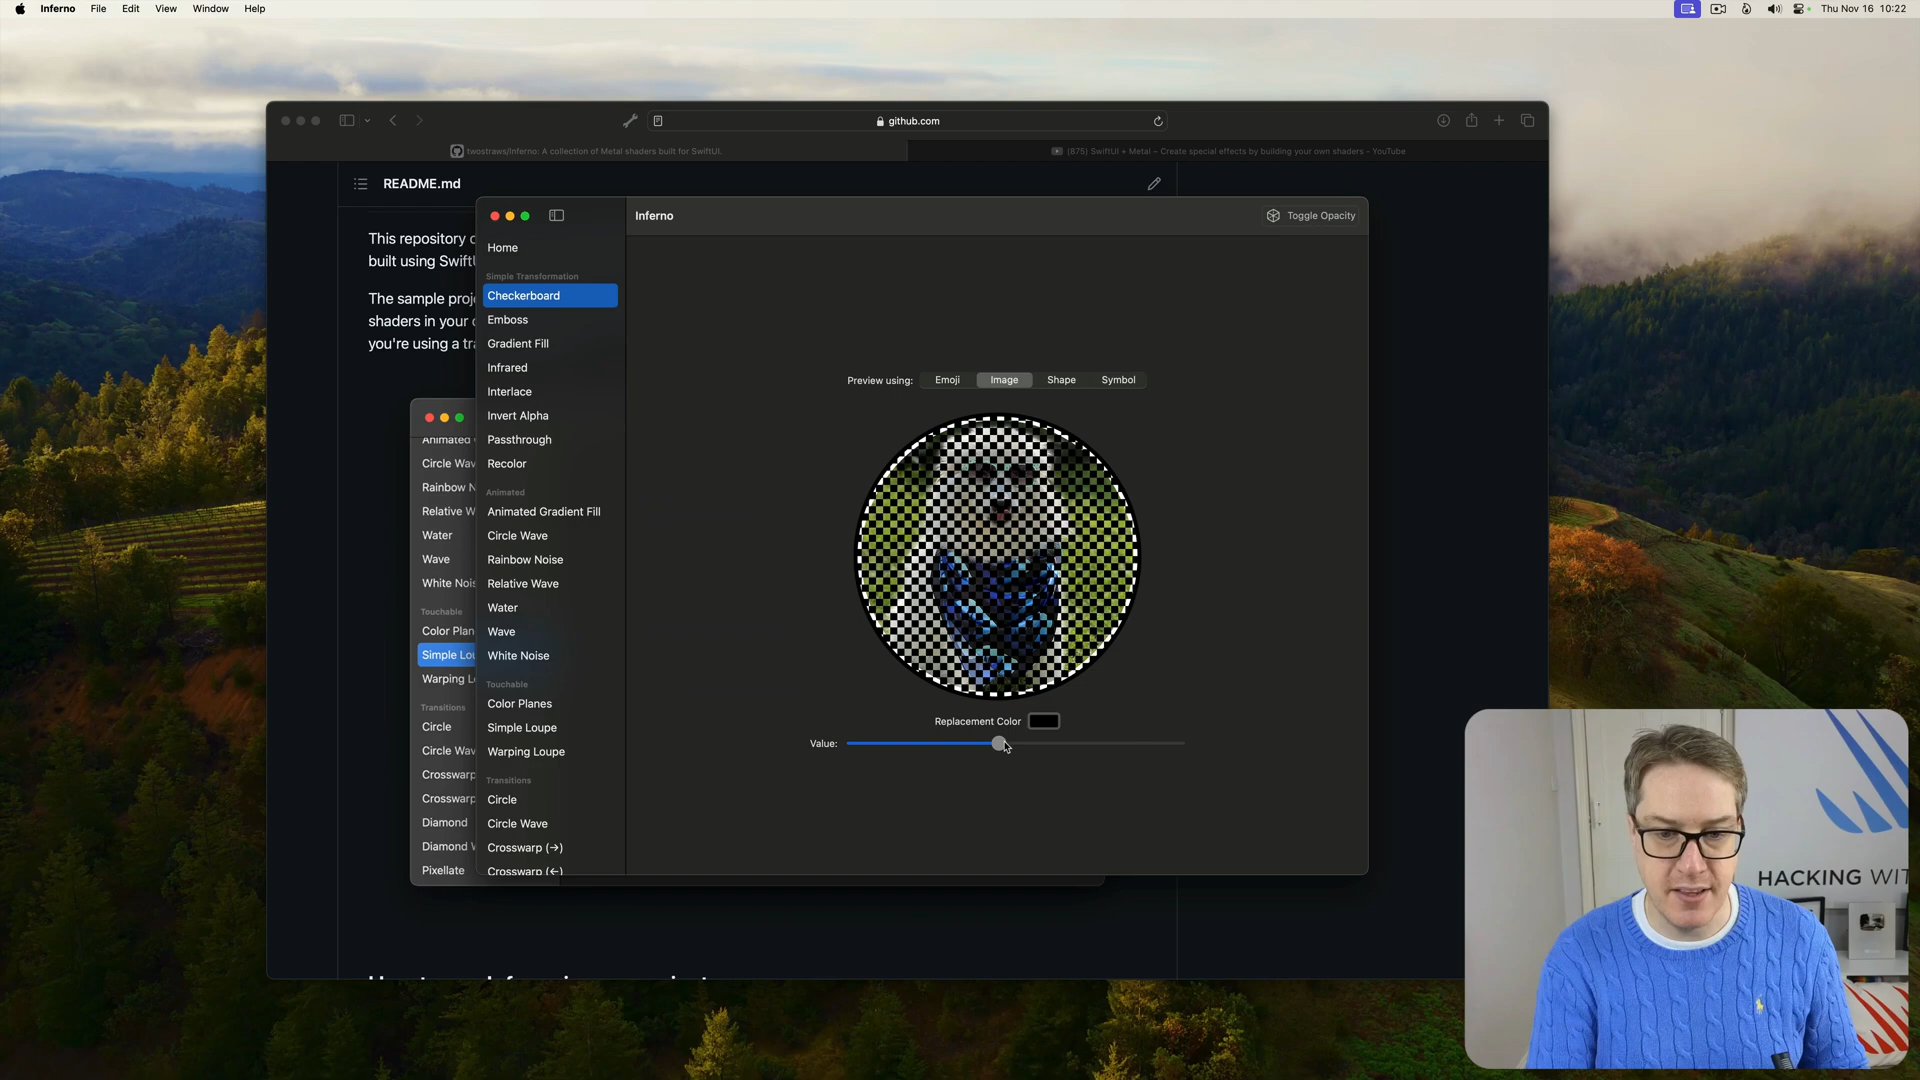 Inferno File Edit View Window Help
Thu Nov 16 10:22
github.com
twostraws/Inferno: A collection of Metal shaders built for SwiftUI.
(875) SwiftUI + Metal – Create special effects by building your own shaders - YouTube
README.md
This repository
built using Swift
The sample proj
shaders in your
you're using a
Animated
Circle Wav
Rainbow N
Relative W
Water
Wave
White Nois
Touchable
Color Plan
Simple Lou
Warping L
Transitions
Circle
Circle Wav
Crosswarp
Crosswarp
Diamond
Diamond W
Pixellate
Inferno
Toggle Opacity
Home
Simple Transformation
Checkerboard
Emboss
Gradient Fill
Infrared
Interlace
Invert Alpha
Passthrough
Recolor
Animated
Animated Gradient Fill
Circle Wave
Rainbow Noise
Relative Wave
Water
Wave
White Noise
Touchable
Color Planes
Simple Loupe
Warping Loupe
Transitions
Circle
Circle Wave
Crosswarp (→)
Crosswarp (←)
Preview using: Emoji Image Shape Symbol
Replacement Color
Value:
HACKING WIT